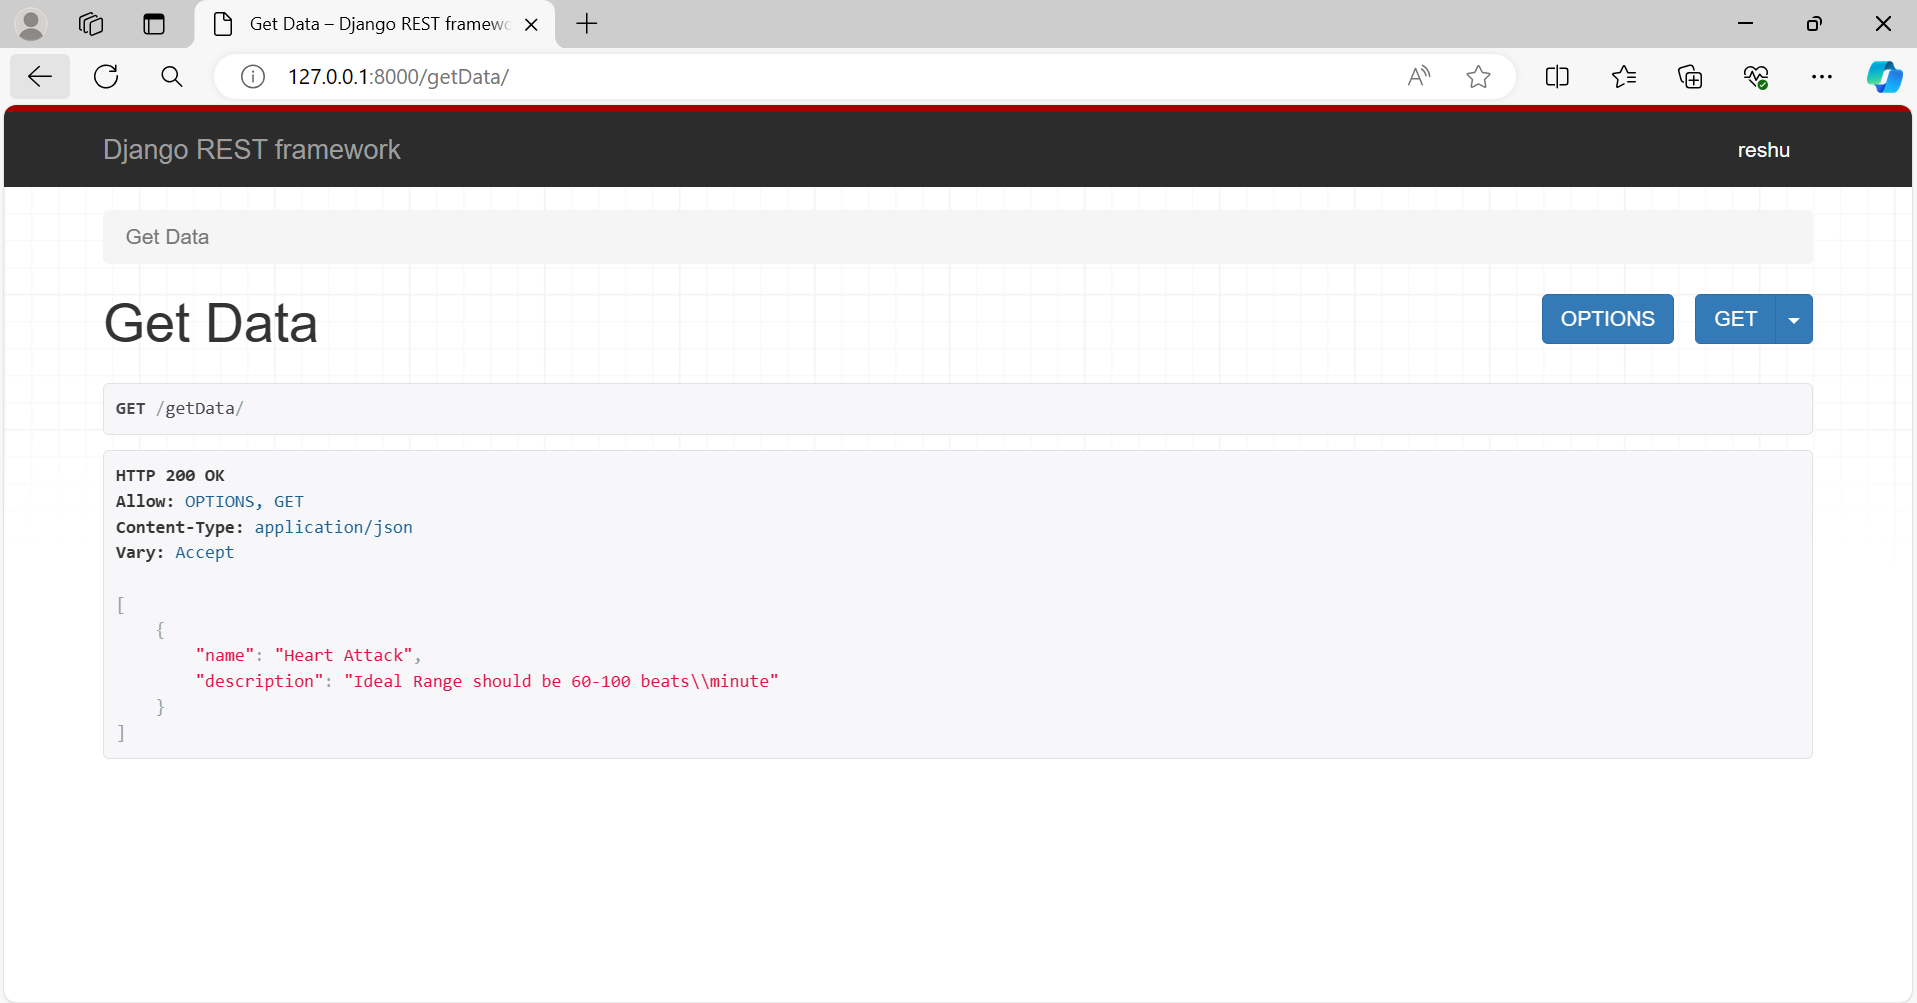 Get Data – Django REST framewo
127.0.0.1:8000/getData/
Django REST framework
reshu
Get Data
Get Data
OPTIONS
GET
GET /getData/
HTTP 200 OK
Allow: OPTIONS, GET
Content-Type: application/json
Vary: Accept
[
    {
        "name": "Heart Attack",
        "description": "Ideal Range should be 60-100 beats\\minute"
    }
]